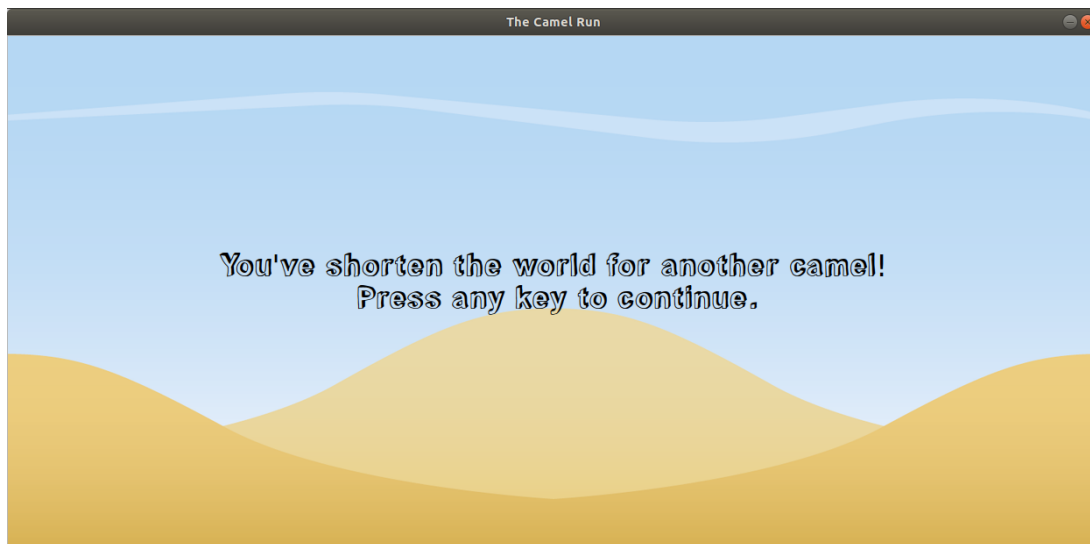 The Camel Run
You've shorten the world for another camel!
Press any key to continue.